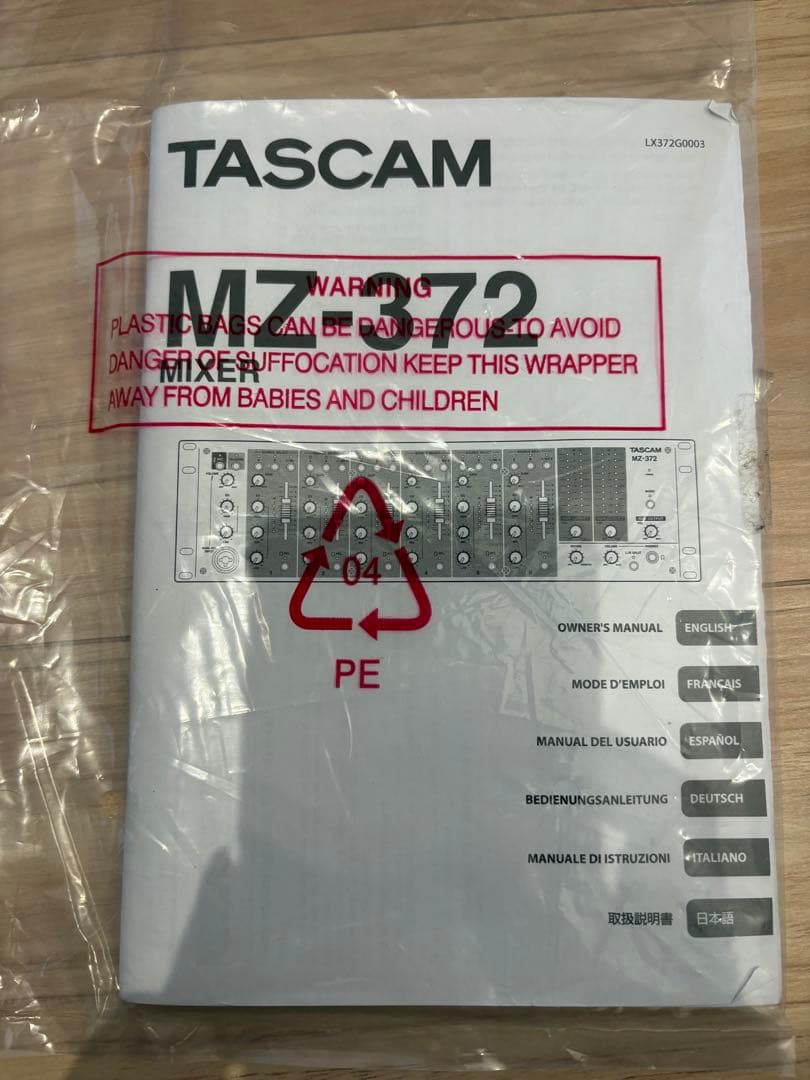 TASCAM
LX372G0003
MZ-372
MIXER
WARNING
PLASTIC BAGS CAN BE DANGEROUS TO AVOID
DANGER OF SUFFOCATION KEEP THIS WRAPPER
AWAY FROM BABIES AND CHILDREN
TASCAM
MZ-372
04
PE
OWNER'S MANUAL ENGLISH
MODE D'EMPLOI FRANÇAIS
MANUAL DEL USUARIO ESPAÑOL
BEDIENUNGSANLEITUNG DEUTSCH
MANUALE DI ISTRUZIONI ITALIANO
取扱説明書 日本語